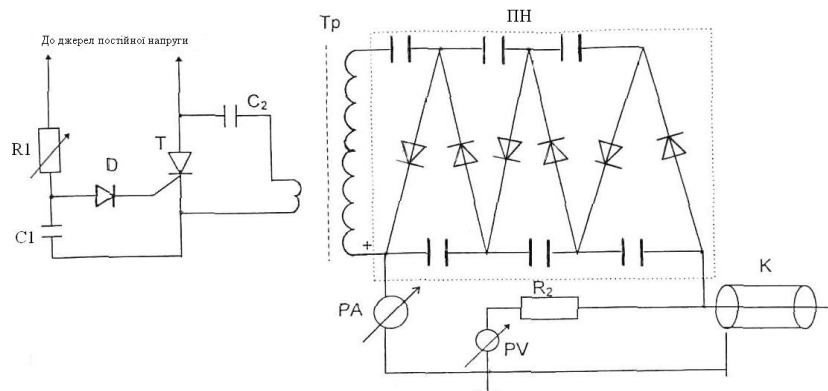 До джерел постійної напруги
Тр
ПН
C2
R1
D
T
C1
+
R2
K
PA
PV